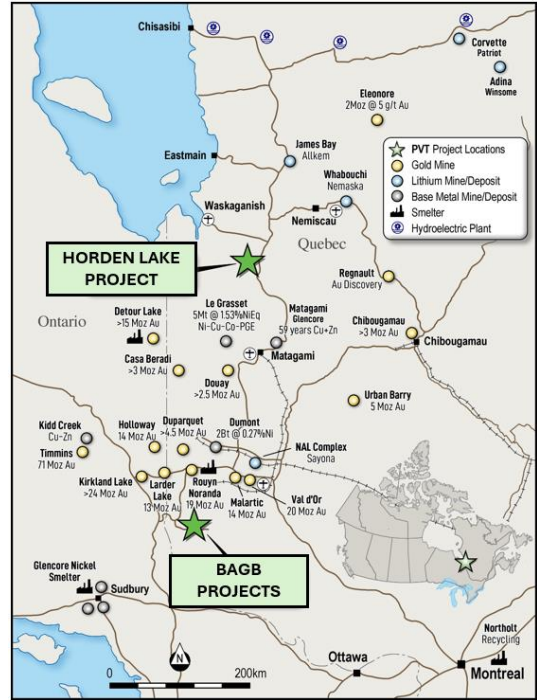 Chisasibi
Corvette
Patriot
Adina
Winsome
Eleonore
2Moz @ 5 g/t Au
PVT Project Locations
Gold Mine
Lithium Mine/Deposit
Base Metal Mine/Deposit
Smelter
Hydroelectric Plant
James Bay
Allkem
Eastmain
Whabouchi
Nemaska
Waskaganish
Nemiscau
Quebec
HORDEN LAKE
PROJECT
Regnault
Au Discovery
Ontario
Detour Lake
>15 Moz Au
Le Grasset
5Mt @ 1.53%NiEq
Ni-Cu-Co-PGE
Matagami
Glencore
59 years Cu+Zn
Chibougamau
>3 Moz Au
Chibougamau
Matagami
Casa Beradi
>3 Moz Au
Douay
>2.5 Moz Au
Urban Barry
5 Moz Au
Kidd Creek
Cu-Zn
Timmins
71 Moz Au
Holloway
14 Moz Au
Duparquet
>4.5 Moz Au
Dumont
2Bt @ 0.27%Ni
NAL Complex
Sayona
Kirkland Lake
>24 Moz Au
Larder
Lake
13 Moz Au
Rouyn
Noranda
19 Moz Au
Malartic
14 Moz Au
Val d'Or
20 Moz Au
BAGB
PROJECTS
Glencore Nickel
Smelter
Sudbury
Northolt
Recycling
Ottawa
Montreal
N
0
200km